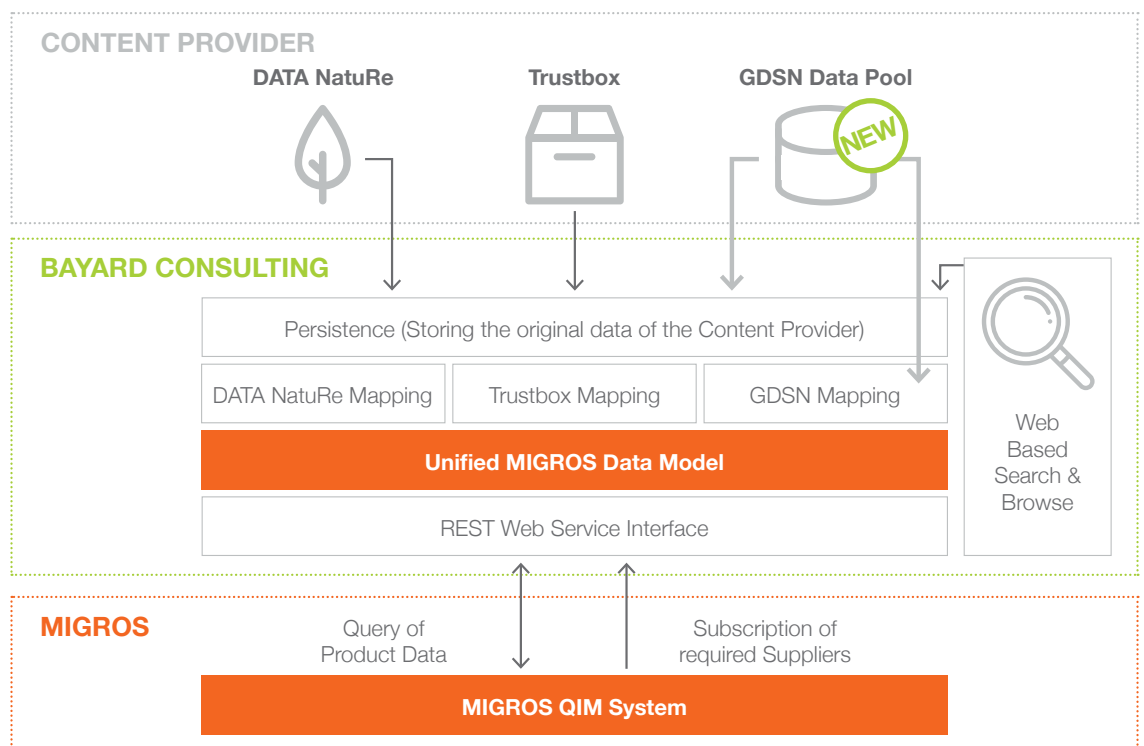 CONTENT PROVIDER
DATA NatuRe
Trustbox
GDSN Data Pool
NEW
BAYARD CONSULTING
Persistence (Storing the original data of the Content Provider)
DATA NatuRe Mapping
Trustbox Mapping
GDSN Mapping
Unified MIGROS Data Model
REST Web Service Interface
Web
Based
Search &
Browse
MIGROS
Query of
Product Data
Subscription of
required Suppliers
MIGROS QIM System